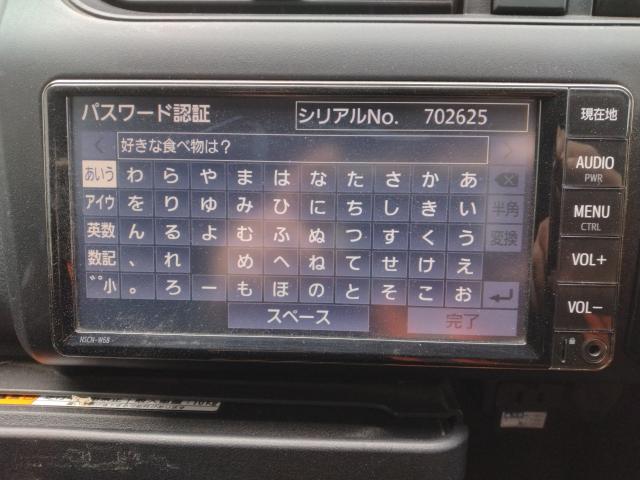 パスワード認証 シリアルNo. 702625
好きな食べ物は?
あいう わ ら や ま は な た さ か あ
アイウ を り ゆ み ひ に ち し き い 半角
英数 ん る よ む ふ ぬ つ す く う 変換
数記 、 れ め へ ね て せ け え
゛゜小 。 ろ ー も ほ の と そ こ お
スペース 完了
現在地
AUDIO
PWR
MENU
CTRL
VOL+
VOL-
NSCN-W68